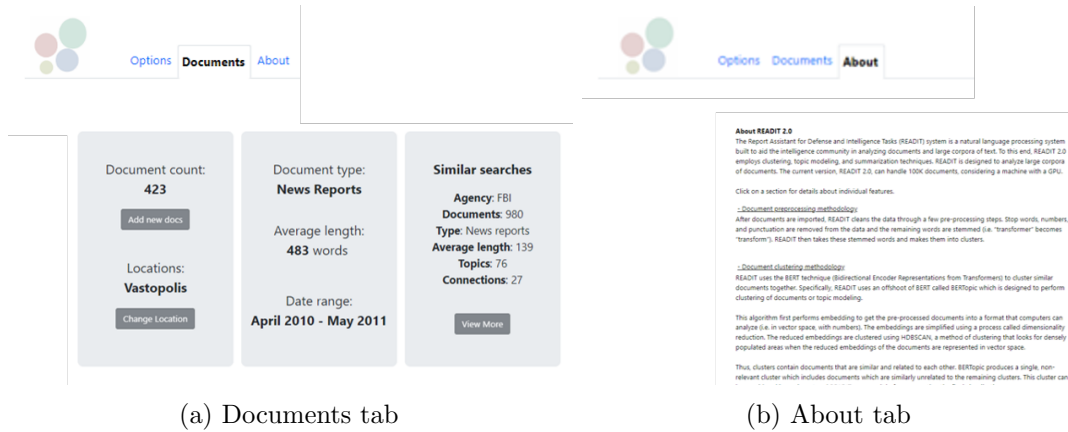 Options Documents About
Document count:
423
Add new docs
Locations:
Vastopolis
Change Location
Document type:
News Reports
Average length:
483 words
Date range:
April 2010 - May 2011
Similar searches
Agency: FBI
Documents: 980
Type: News reports
Average length: 139
Topics: 76
Connections: 27
View More
(a) Documents tab
Options Documents About
About READIT 2.0
The Report Assistant for Defense and Intelligence Tasks (READIT) system is a natural language processing system
built to aid the intelligence community in analyzing documents and large corpora of text. To this end, READIT 2.0
employs clustering, topic modeling, and summarization techniques. READIT is designed to analyze large corpora
of documents. The current version, READIT 2.0, can handle 100K documents, considering a machine with a GPU.
Click on a section for details about individual features.
- Document preprocessing methodology
After documents are imported, READIT cleans the data through a few pre-processing steps. Stop words, numbers,
and punctuation are removed from the data and the remaining words are stemmed (i.e. "transformer" becomes
"transform"). READIT then takes these stemmed words and makes them into clusters.
- Document clustering methodology
READIT uses the BERT technique (Bidirectional Encoder Representations from Transformers) to cluster similar
documents together. Specifically, READIT uses an offshoot of BERT called BERTopic which is designed to perform
clustering of documents or topic modeling.
This algorithm first performs embedding to get the pre-processed documents into a format that computers can
analyze (i.e. in vector space, with numbers). The embeddings are simplified using a process called dimensionality
reduction. The reduced embeddings are clustered using HDBSCAN, a method of clustering that looks for densely
populated areas when the reduced embeddings of the documents are represented in vector space.
Thus, clusters contain documents that are similar and related to each other. BERTopic produces a single, non-
relevant cluster which includes documents which are similarly unrelated to the remaining clusters. This cluster can
(b) About tab